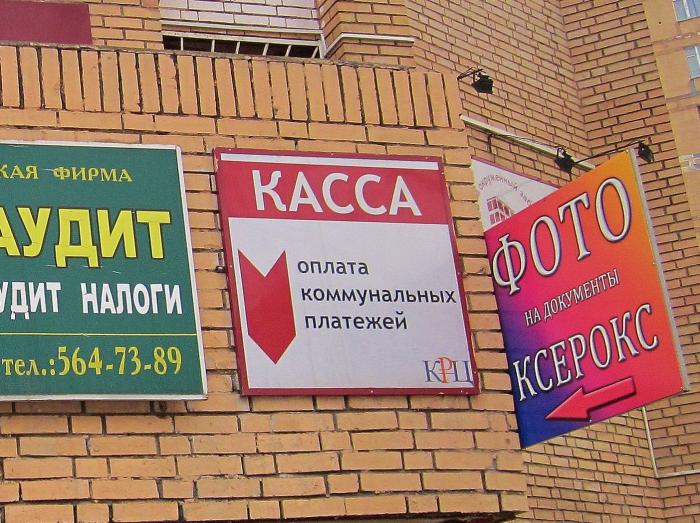 КАЯ ФИРМА
АУДИТ
УДИТ НАЛОГИ
тел.:564-73-89
КАССА
оплата
коммунальных
платежей
КРЦ
ФОТО
НА ДОКУМЕНТЫ
КСЕРОКС